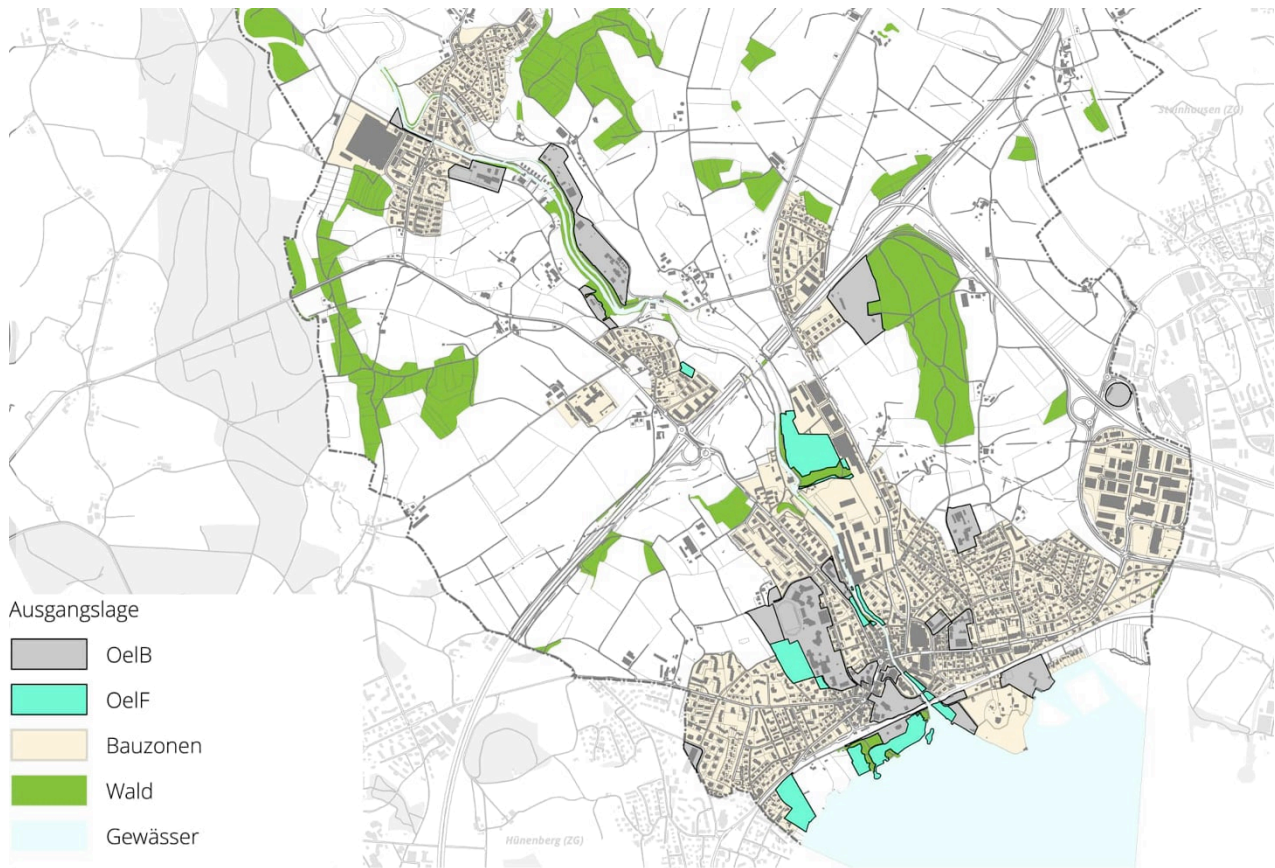 Steinhausen (ZG)
Ausgangslage
OeIB
OeIF
Bauzonen
Wald
Gewässer
Hünenberg (ZG)